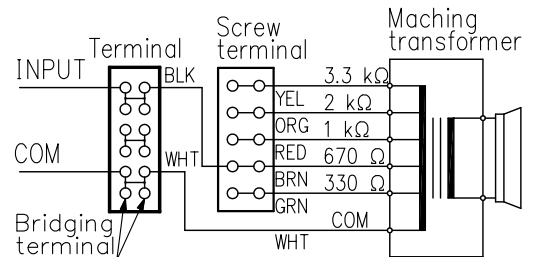 Maching
transformer
Screw
terminal
Terminal
INPUT
BLK
3.3 kΩ
YEL
2 kΩ
ORG
1 kΩ
COM
WHT
RED
670 Ω
BRN
330 Ω
GRN
Bridging
terminal
COM
WHT